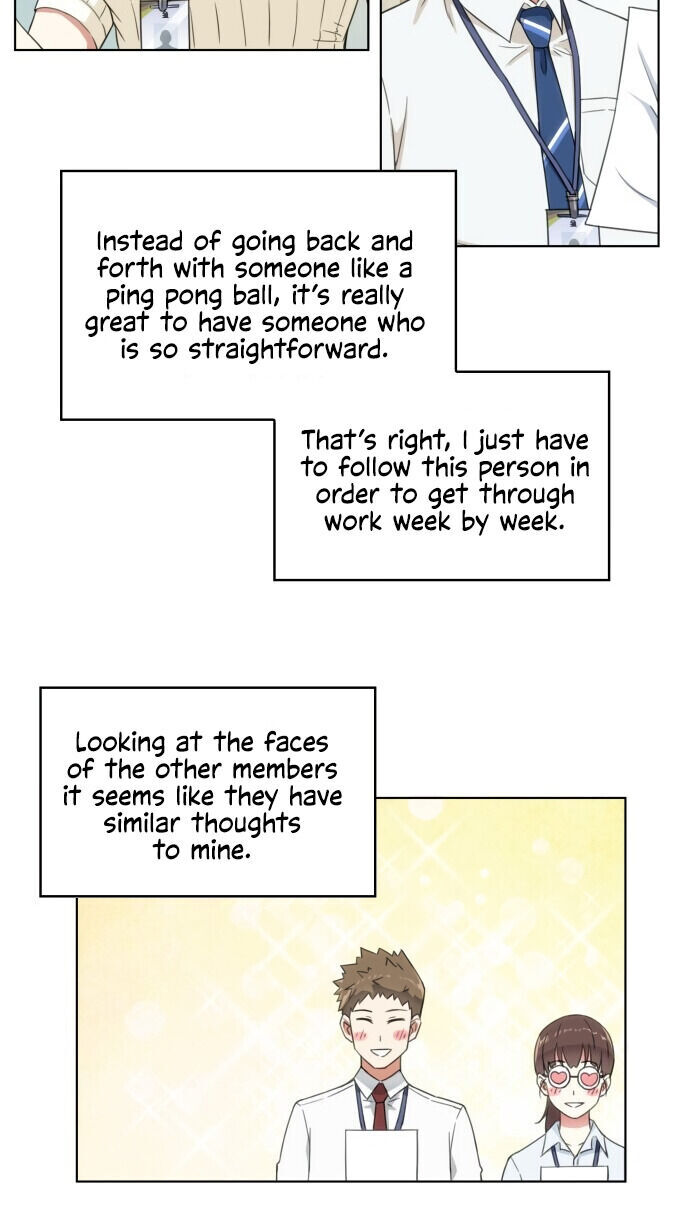 Instead of going back and
forth with someone like a
ping pong ball, it's really
great to have someone who
is so straightforward.
That's right, I just have
to follow this person in
order to get through
work week by week.
Looking at the faces
of the other members
it seems like they have
similar thoughts
to mine.